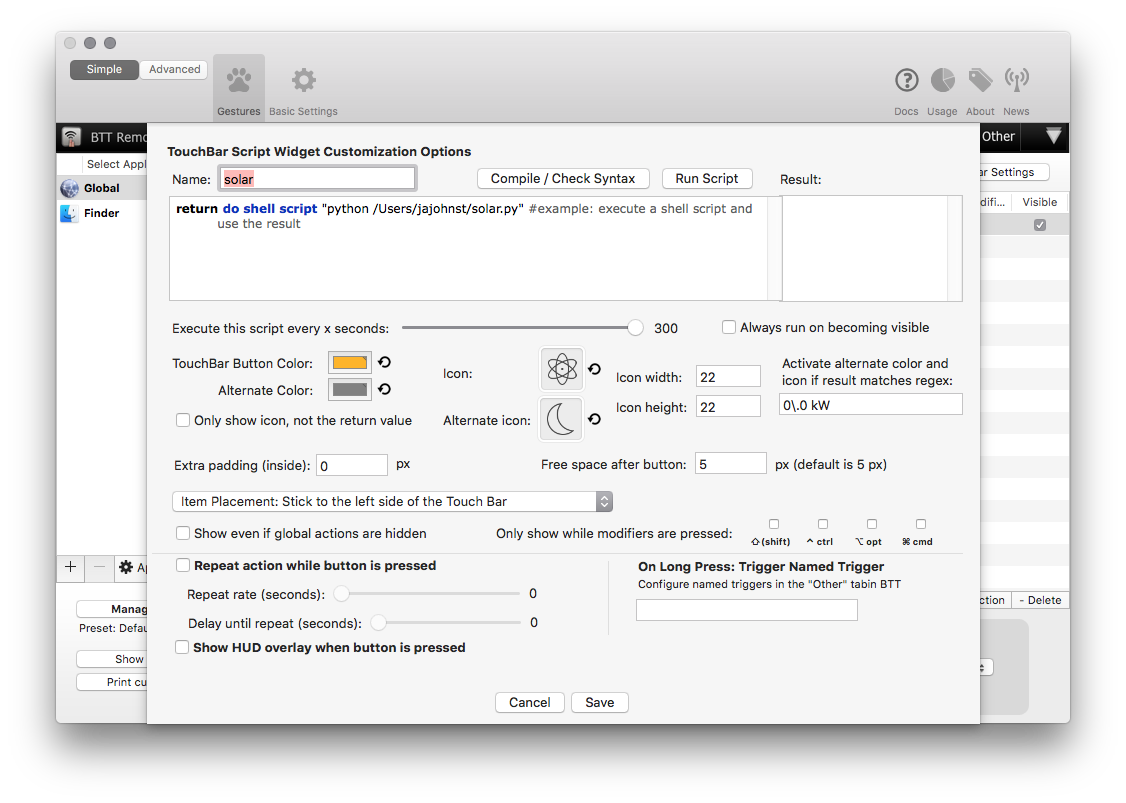 Simple
Advanced
Gestures
Basic Settings
Docs
Usage
About
News
BTT Remo
Other
Select Appl
ar Settings
Global
difi...
Visible
Finder
TouchBar Script Widget Customization Options
Name:
solar
Compile / Check Syntax
Run Script
Result:
return do shell script "python /Users/jajohnst/solar.py" #example: execute a shell script and
use the result
Execute this script every x seconds:
300
Always run on becoming visible
TouchBar Button Color:
Alternate Color:
Icon:
Icon width:
22
Activate alternate color and
icon if result matches regex:
Icon height:
22
0\.0 kW
Only show icon, not the return value
Alternate icon:
Extra padding (inside):
0
px
Free space after button:
5
px (default is 5 px)
Item Placement: Stick to the left side of the Touch Bar
Show even if global actions are hidden
Only show while modifiers are pressed:
⇧(shift)
^ ctrl
⌥ opt
⌘ cmd
+
−
Ap
Repeat action while button is pressed
On Long Press: Trigger Named Trigger
Configure named triggers in the "Other" tabin BTT
Repeat rate (seconds):
0
Delay until repeat (seconds):
0
Show HUD overlay when button is pressed
ction
- Delete
Manag
Preset: Defau
Show
Print cu
Cancel
Save